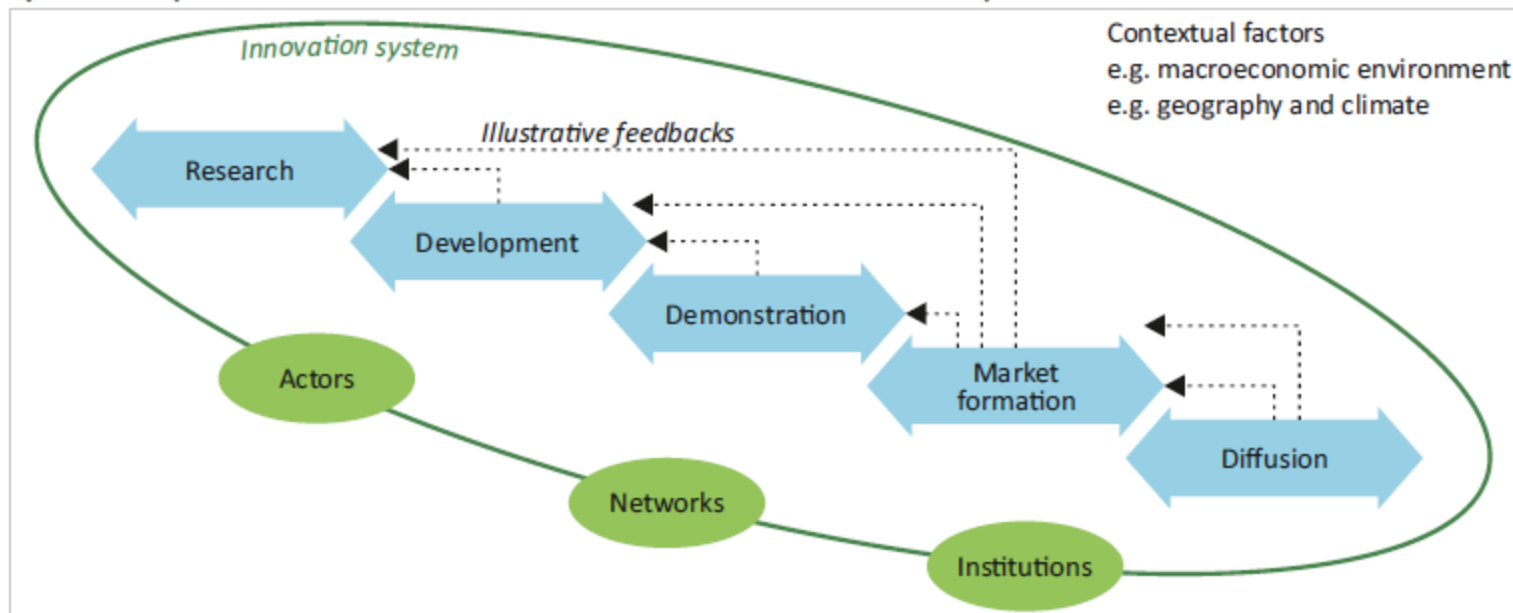 Innovation system
Contextual factors
e.g. macroeconomic environment
e.g. geography and climate
Illustrative feedbacks
Research
Development
Demonstration
Market
formation
Diffusion
Actors
Networks
Institutions